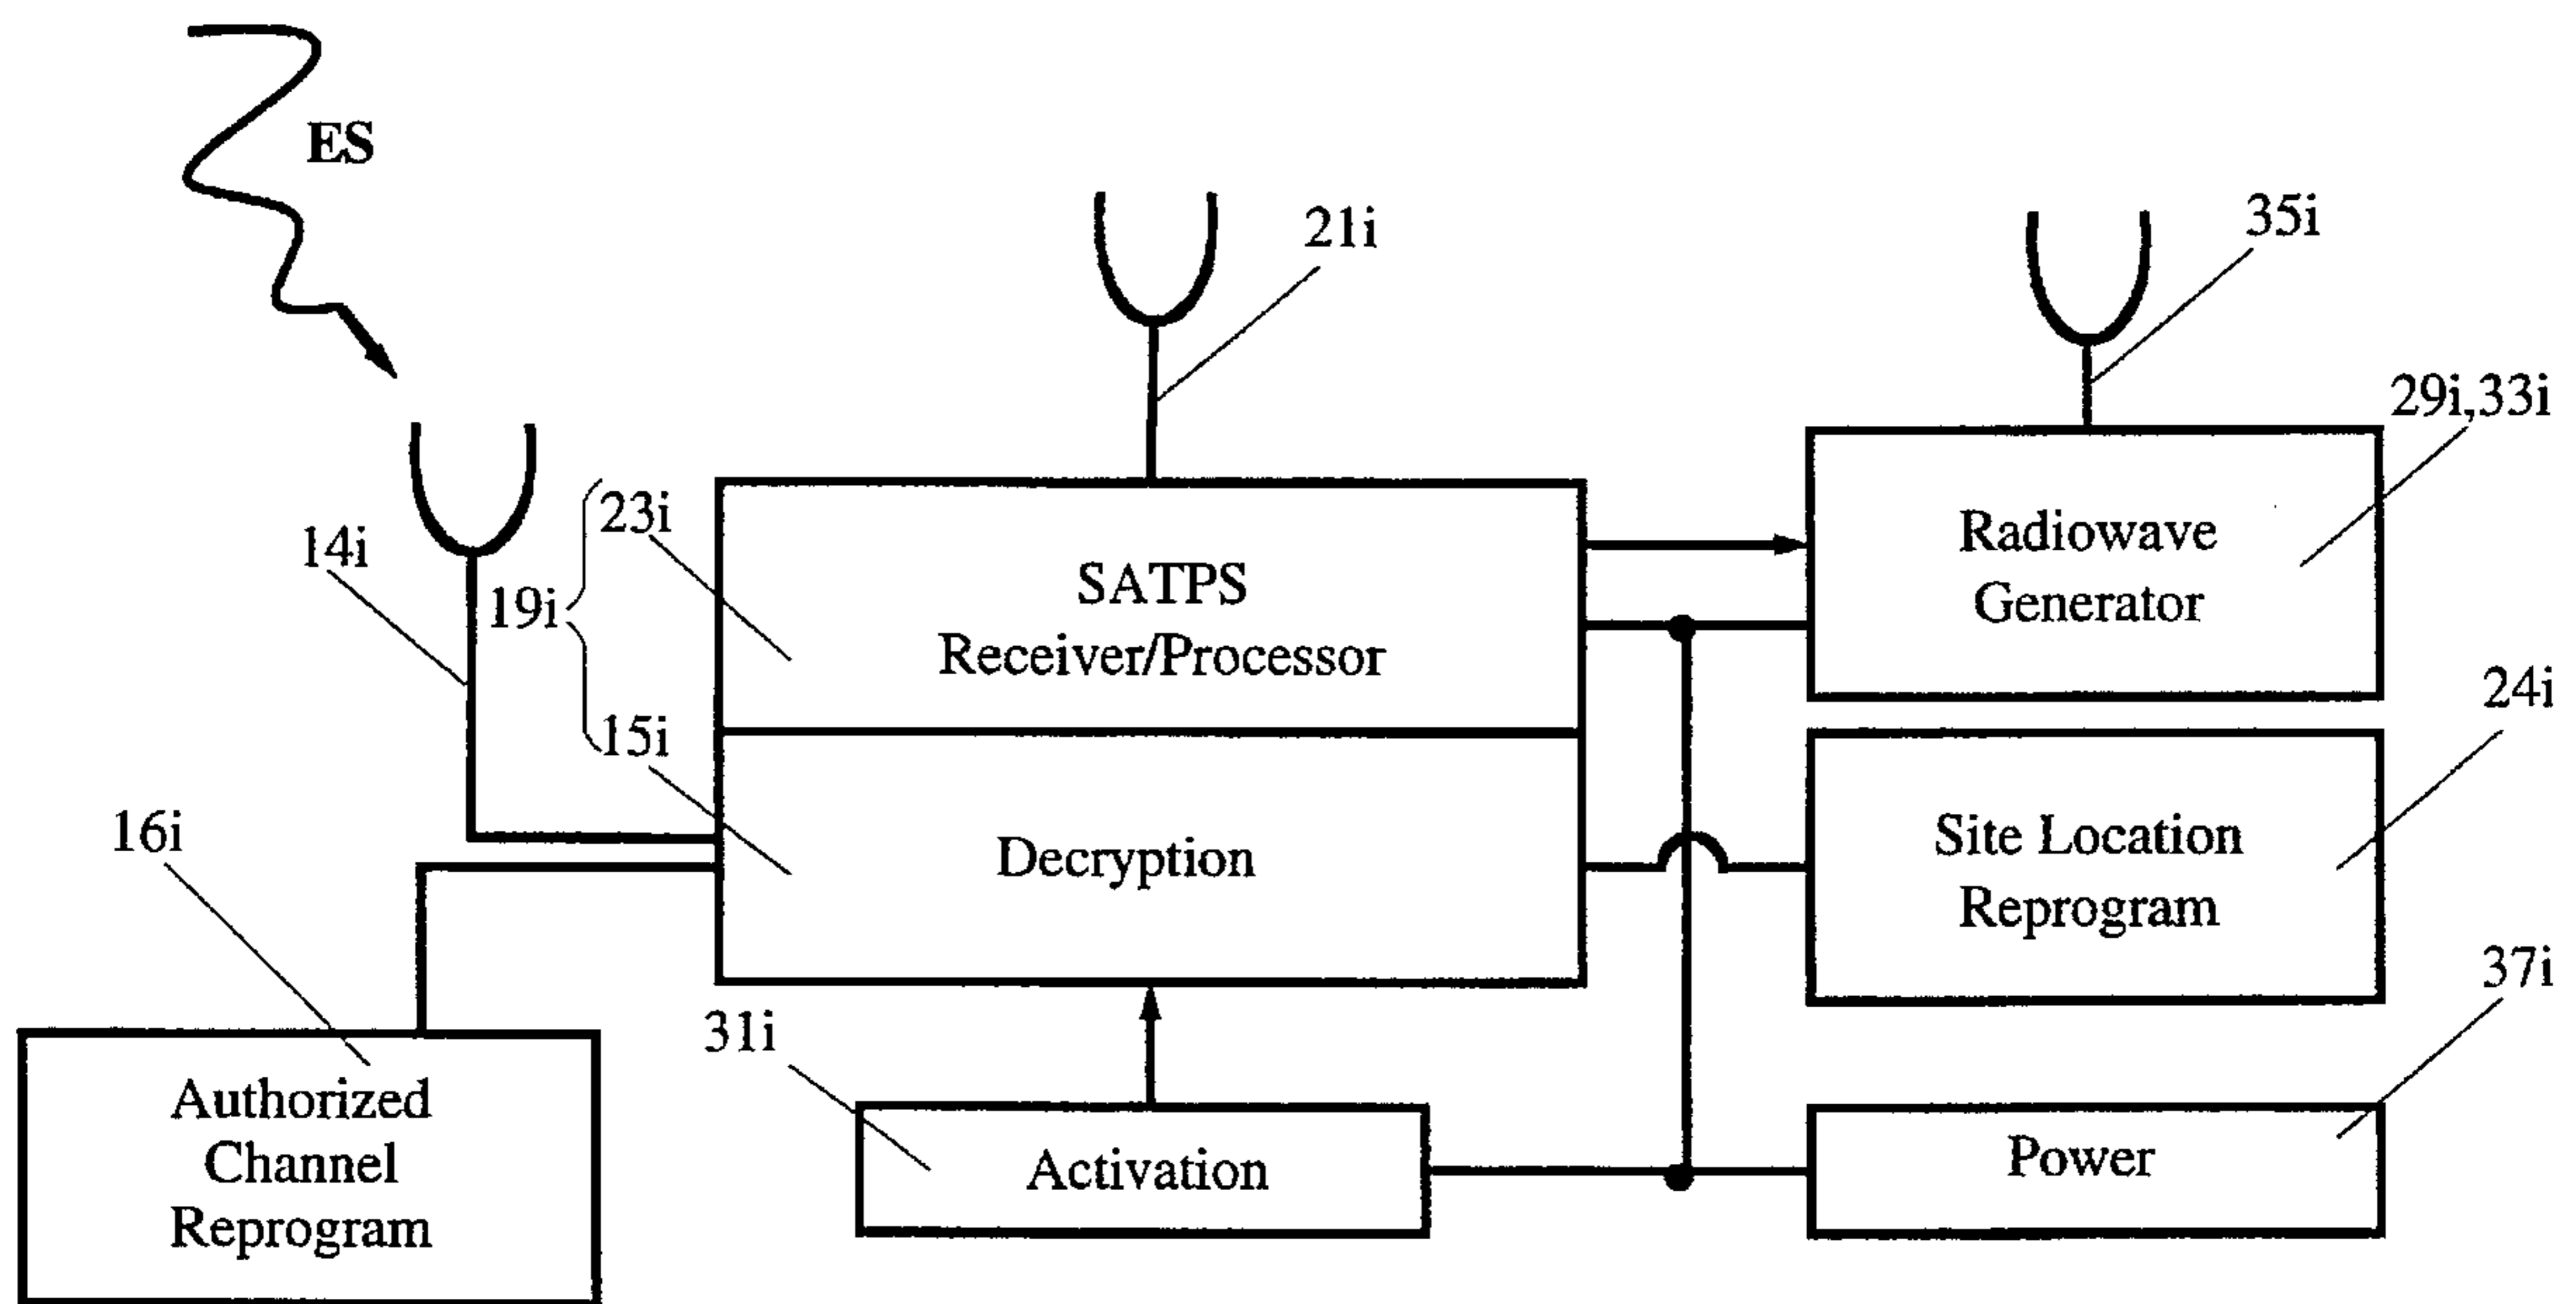 ES
21i
35i
29i,33i
14i
19i
23i
SATPS
Receiver/Processor
Radiowave
Generator
24i
15i
16i
Decryption
Site Location
Reprogram
37i
31i
Authorized
Channel
Reprogram
Activation
Power